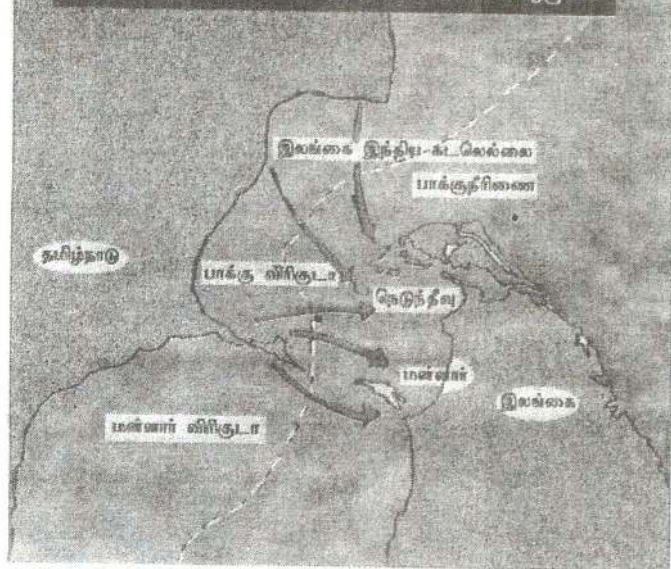 இலங்கை இந்திய-கடலெல்லை
பாக்குநீரிணை
தமிழ்நாடு
பாக்கு விரிகுடா
நெடுந்தீவு
மன்னார்
இலங்கை
மன்னார் விரிகுடா